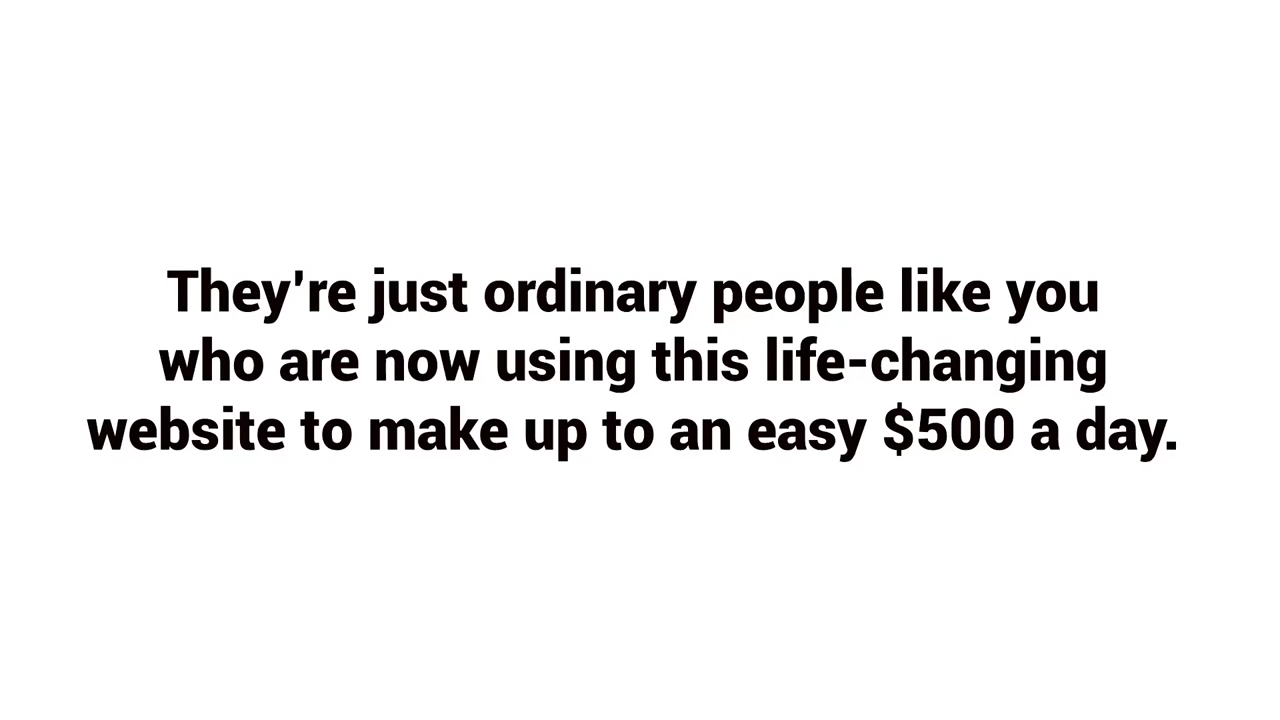 They're just ordinary people like you
who are now using this life-changing
website to make up to an easy $500 a day.